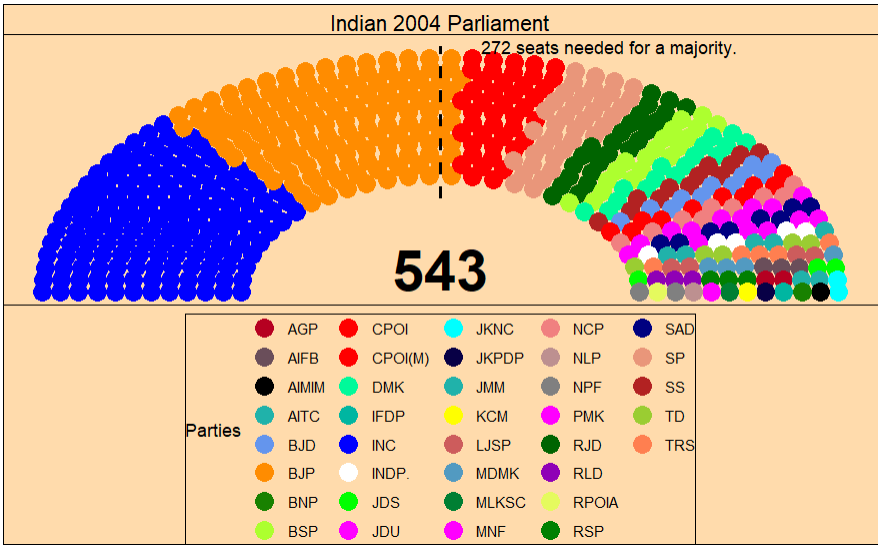 Indian 2004 Parliament
272 seats needed for a majority.
543
Parties
AGP
AIFB
AIMIM
AITC
BJD
BJP
BNP
BSP
CPOI
CPOI(M)
DMK
IFDP
INC
INDP.
JDS
JDU
JKNC
JKPDP
JMM
KCM
LJSP
MDMK
MLKSC
MNF
NCP
NLP
NPF
PMK
RJD
RLD
RPOIA
RSP
SAD
SP
SS
TD
TRS